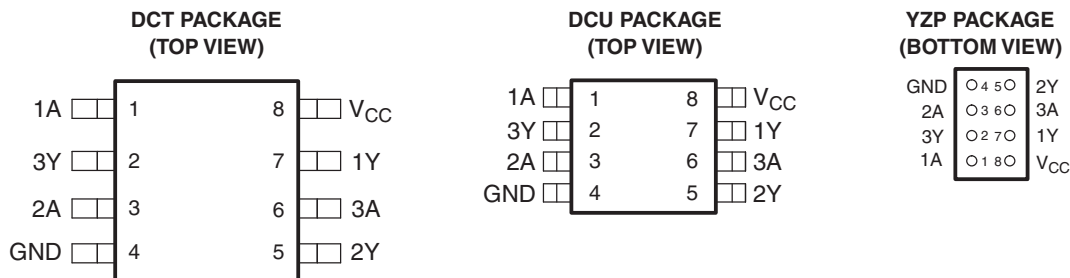 DCT PACKAGE
(TOP VIEW)
1A 1 8 VCC
3Y 2 7 1Y
2A 3 6 3A
GND 4 5 2Y
DCU PACKAGE
(TOP VIEW)
1A 1 8 VCC
3Y 2 7 1Y
2A 3 6 3A
GND 4 5 2Y
YZP PACKAGE
(BOTTOM VIEW)
GND 4 5 2Y
2A 3 6 3A
3Y 2 7 1Y
1A 1 8 VCC